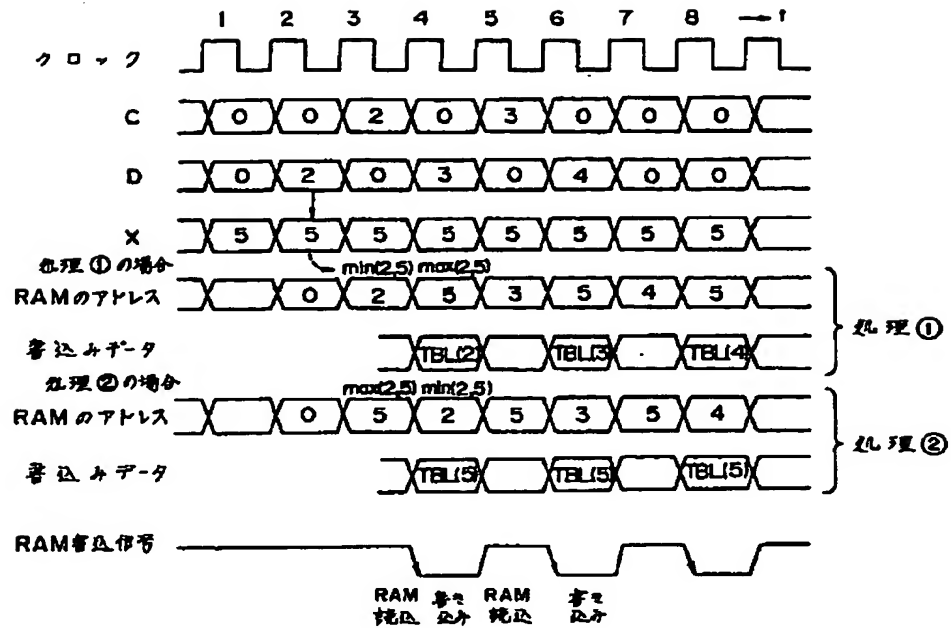 1 2 3 4 5 6 7 8 t
クロック
C 0 0 2 0 3 0 0 0
D 0 2 0 3 0 4 0 0
X 5 5 5 5 5 5 5 5
処理①の場合 min(2,5) max(2,5)
RAMのアドレス 0 2 5 3 5 4 5
処理①
書込みデータ TBL(2) TBL(3 TBL(4
処理②の場合 max(2,5) min(2,5)
RAMのアドレス 0 5 2 5 3 5 4
処理②
書込みデータ TBL(5) TBL(5) TBL(5)
RAM書込信号
RAM 書き RAM 書き
読込 込み 読込 込み